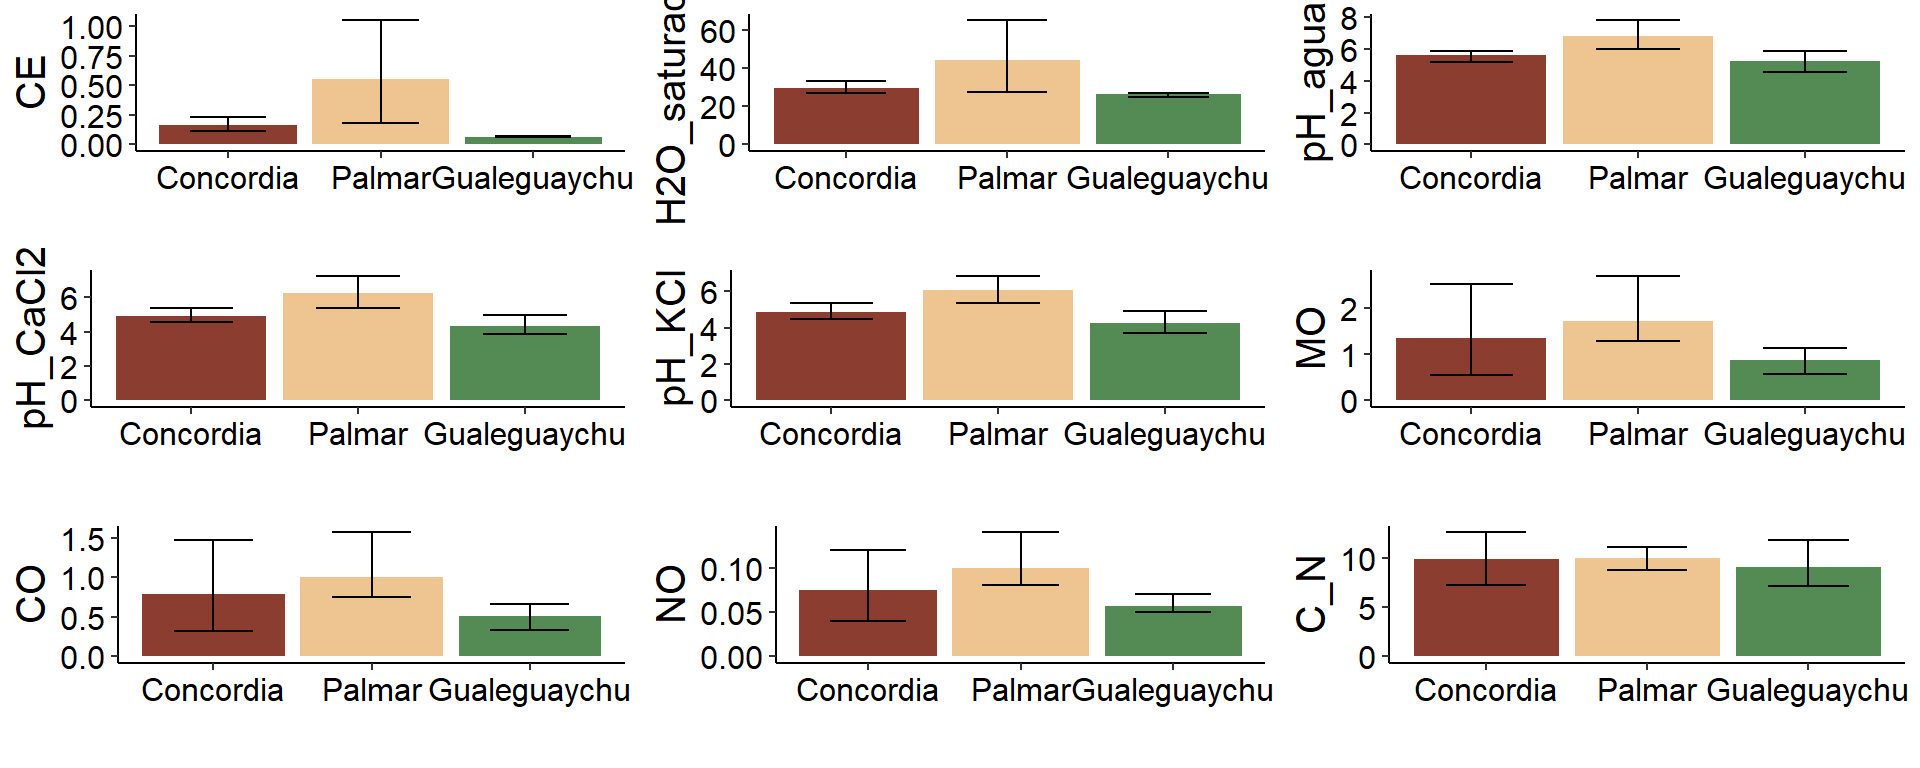 CE
1.00
0.75
0.50
0.25
0.00
Concordia Palmar Gualeguaychu
60
40
20
0
Concordia Palmar Gualeguaychu
pH_agua
8
6
4
2
0
Concordia Palmar Gualeguaychu
pH_CaCl2
6
4
2
0
Concordia Palmar Gualeguaychu
pH_KCl
6
4
2
0
Concordia Palmar Gualeguaychu
MO
2
1
0
Concordia Palmar Gualeguaychu
CO
1.5
1.0
0.5
0.0
Concordia Palmar Gualeguaychu
NO
0.10
0.05
0.00
Concordia Palmar Gualeguaychu
C_N
10
5
0
Concordia Palmar Gualeguaychu